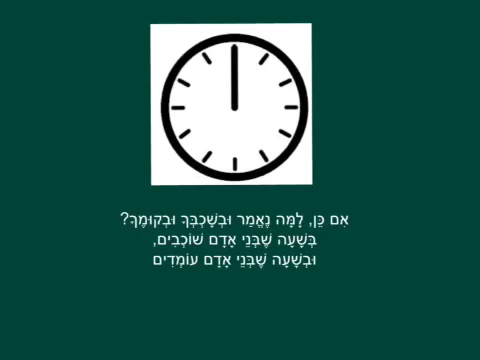 אִם כֵּן, לָמָּה נֶאֱמַר וּבְשָׁכְבְּךָ וּבְקוּמֶךָ?
בְּשָׁעָה שֶׁבְּנֵי אָדָם שׁוֹכְבִים,
וּבְשָׁעָה שֶׁבְּנֵי אָדָם עוֹמְדִים